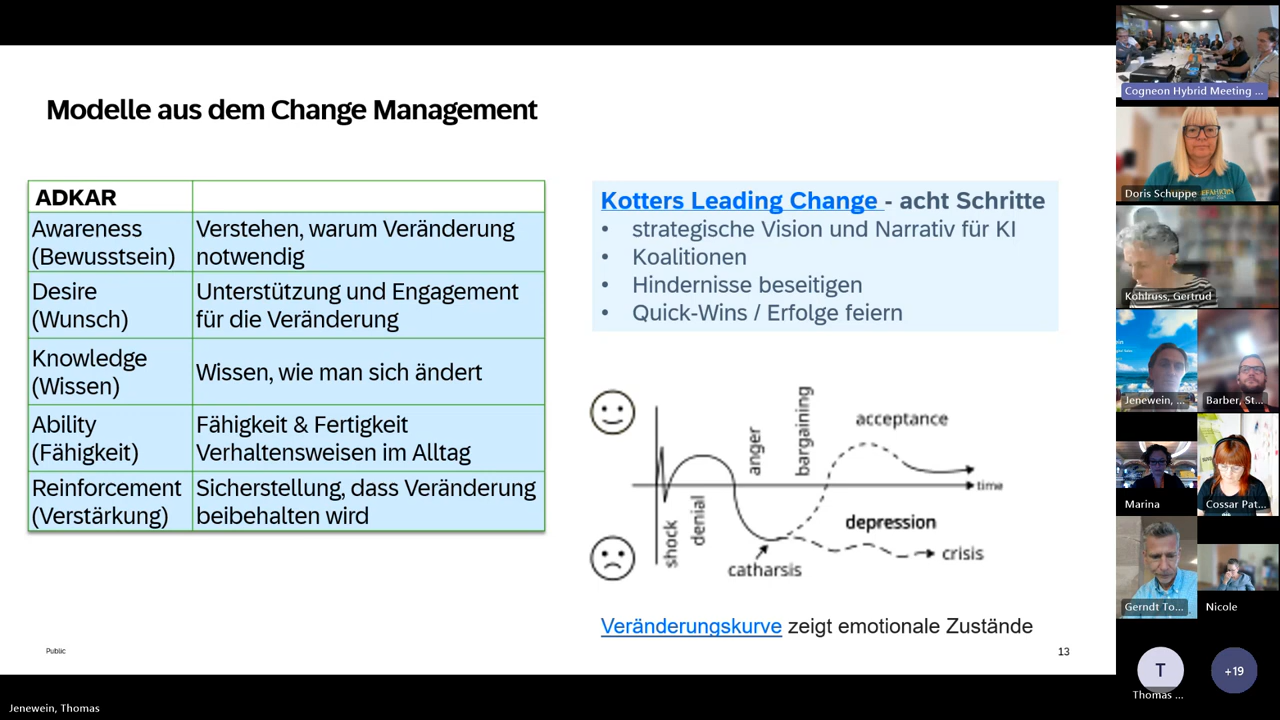 Modelle aus dem Change Management
ADKAR
Awareness
(Bewusstsein)
Verstehen, warum Veränderung
notwendig
Desire
(Wunsch)
Unterstützung und Engagement
für die Veränderung
Knowledge
(Wissen)
Wissen, wie man sich ändert
Ability
(Fähigkeit)
Fähigkeit & Fertigkeit
Verhaltensweisen im Alltag
Reinforcement
(Verstärkung)
Sicherstellung, dass Veränderung
beibehalten wird
Kotters Leading Change - acht Schritte
• strategische Vision und Narrativ für KI
• Koalitionen
• Hindernisse beseitigen
• Quick-Wins / Erfolge feiern
shock
denial
anger
bargaining
acceptance
time
depression
crisis
catharsis
Veränderungskurve zeigt emotionale Zustände
Public
13
Jenewein, Thomas
Cogneon Hybrid Meeting ...
Doris Schuppe
Kohlruss, Gertrud
Jenewein, ...
Barber, St...
Marina
Cossar Pat...
Gerndt To...
Nicole
T
Thomas ...
+19